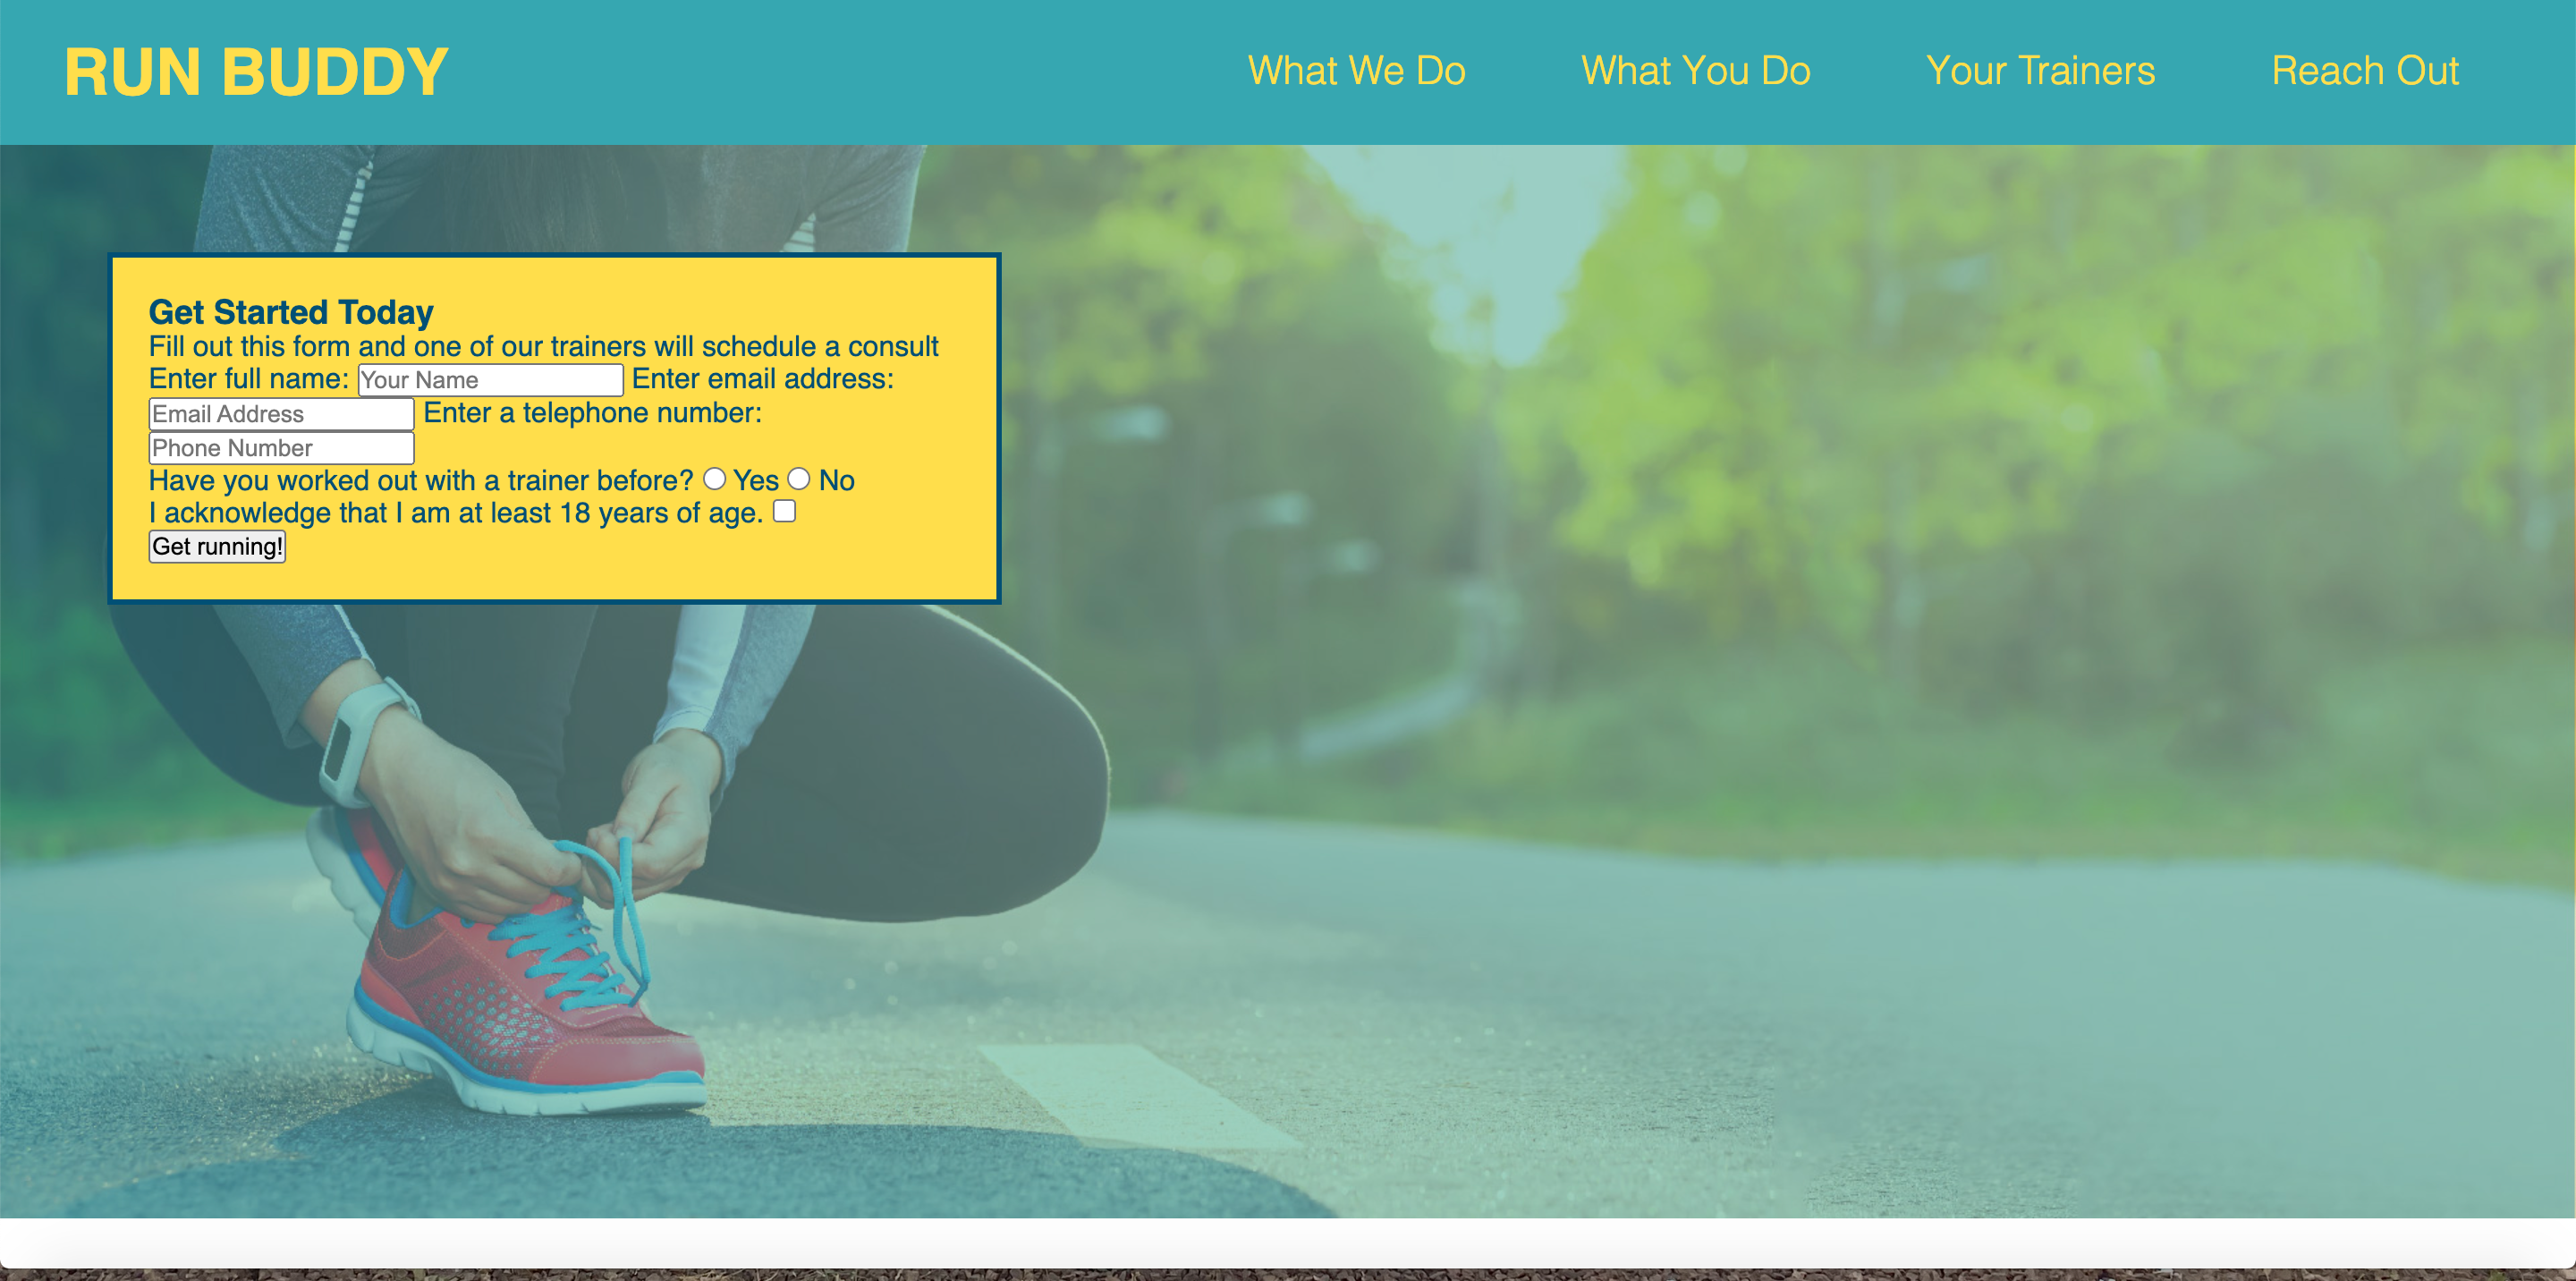 RUN BUDDY
What We Do
What You Do
Your Trainers
Reach Out
Get Started Today
Fill out this form and one of our trainers will schedule a consult
Enter full name: Your Name Enter email address:
Email Address Enter a telephone number:
Phone Number
Have you worked out with a trainer before? Yes No
I acknowledge that I am at least 18 years of age.
Get running!